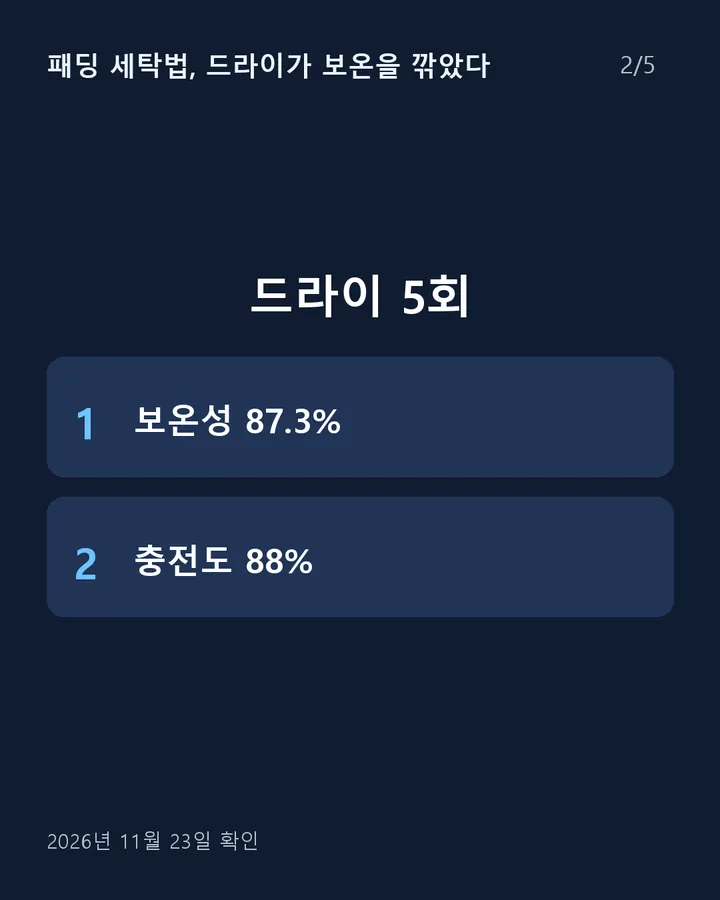 패딩 세탁법, 드라이가 보온을 깎았다
2/5
드라이 5회
1 보온성 87.3%
2 충전도 88%
2026년 11월 23일 확인